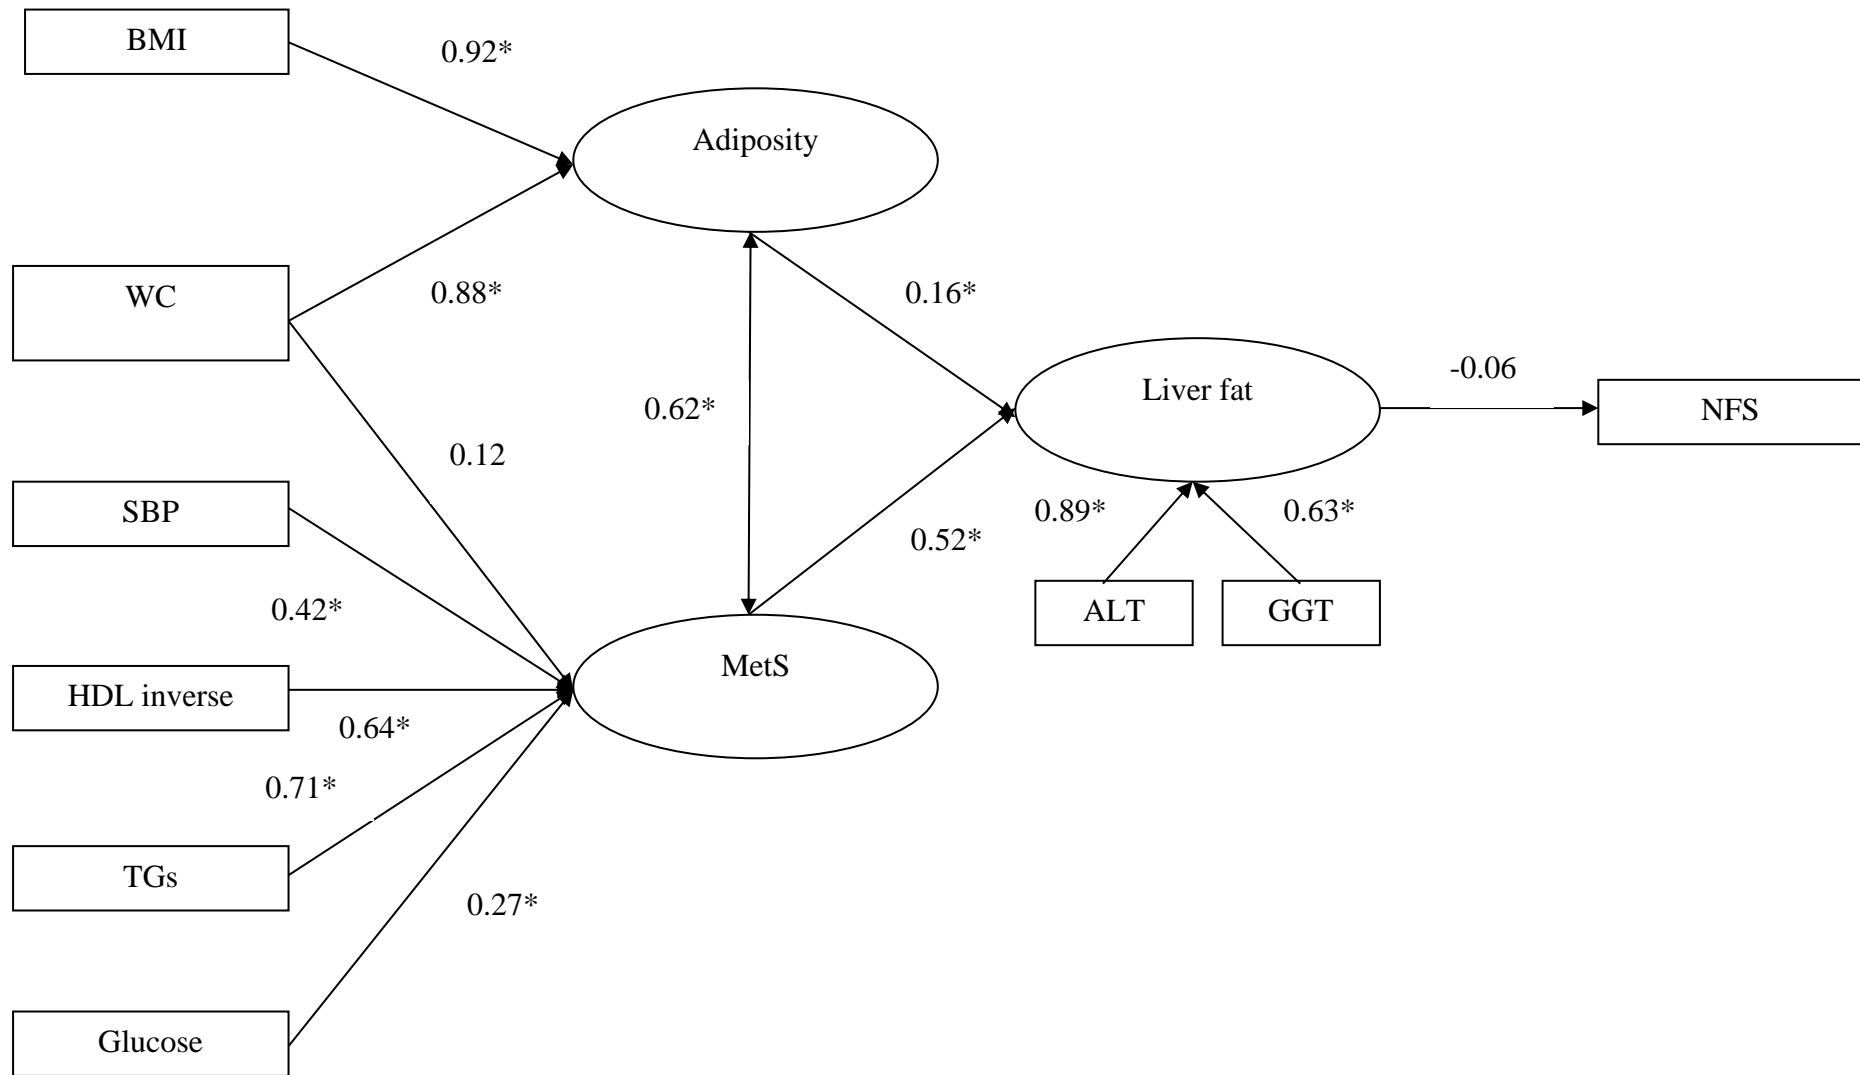 BMI
0.92*
Adiposity
WC
0.88*
0.16*
Liver fat
-0.06
NFS
0.62*
0.12
SBP
0.89*
0.63*
0.52*
ALT
GGT
0.42*
MetS
HDL inverse
0.64*
0.71*
TGs
0.27*
Glucose